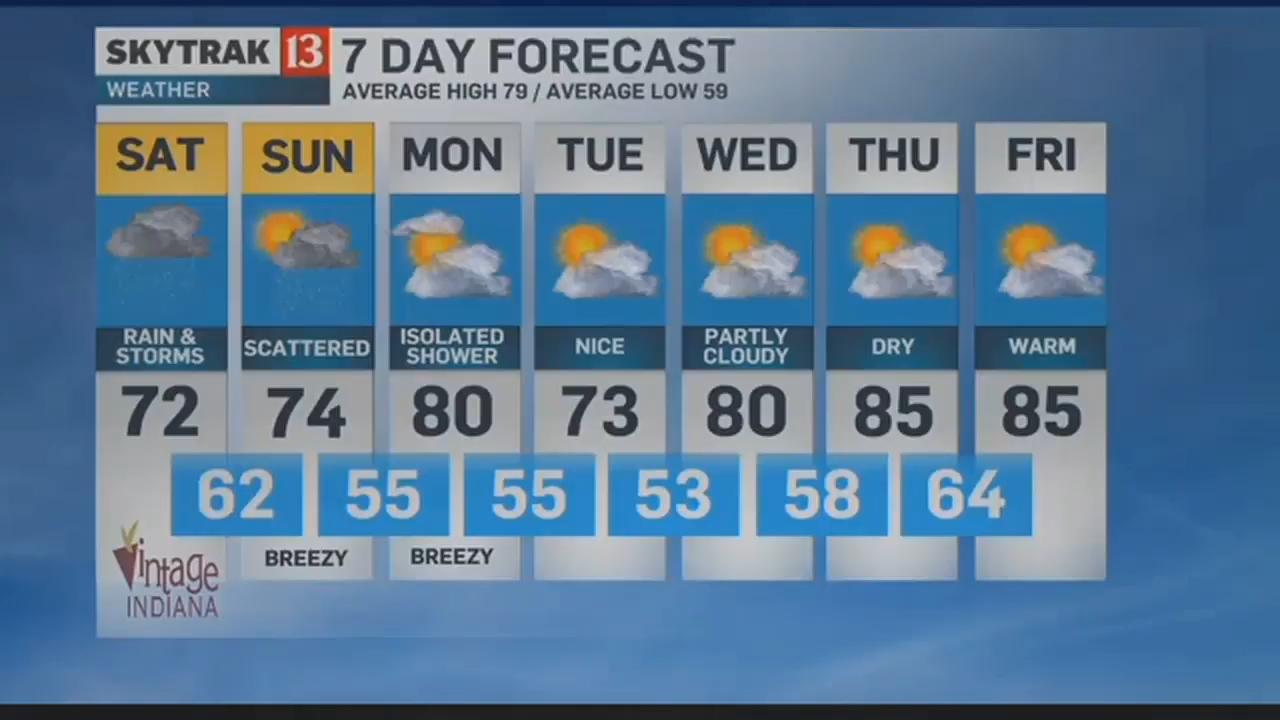 SKYTRAK 13
WEATHER
7 DAY FORECAST
AVERAGE HIGH 79 / AVERAGE LOW 59
SAT SUN MON TUE WED THU FRI
RAIN &
STORMS
SCATTERED
ISOLATED
SHOWER
NICE
PARTLY
CLOUDY
DRY
WARM
72 74 80 73 80 85 85
62 55 55 53 58 64
BREEZY BREEZY
Vintage
INDIANA